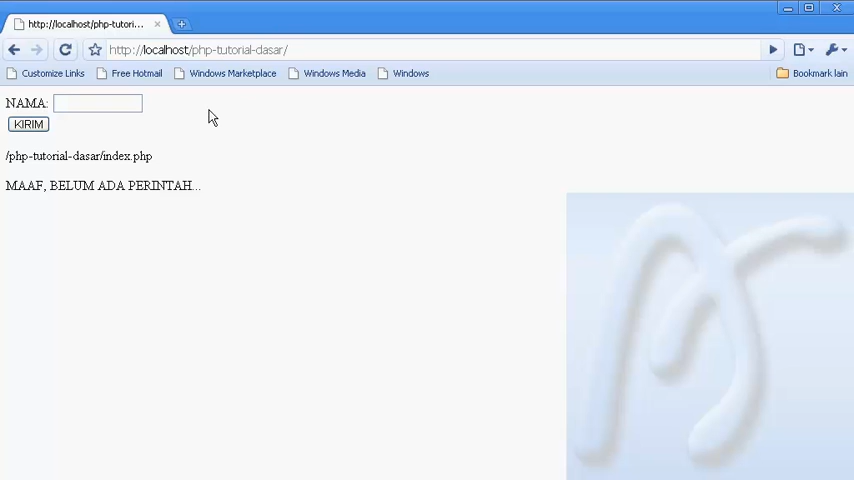 http://localhost/php-tutori...
http://localhost/php-tutorial-dasar/
Customize Links Free Hotmail Windows Marketplace Windows Media Windows Bookmark lain
NAMA:
KIRIM
/php-tutorial-dasar/index.php
MAAF, BELUM ADA PERINTAH...